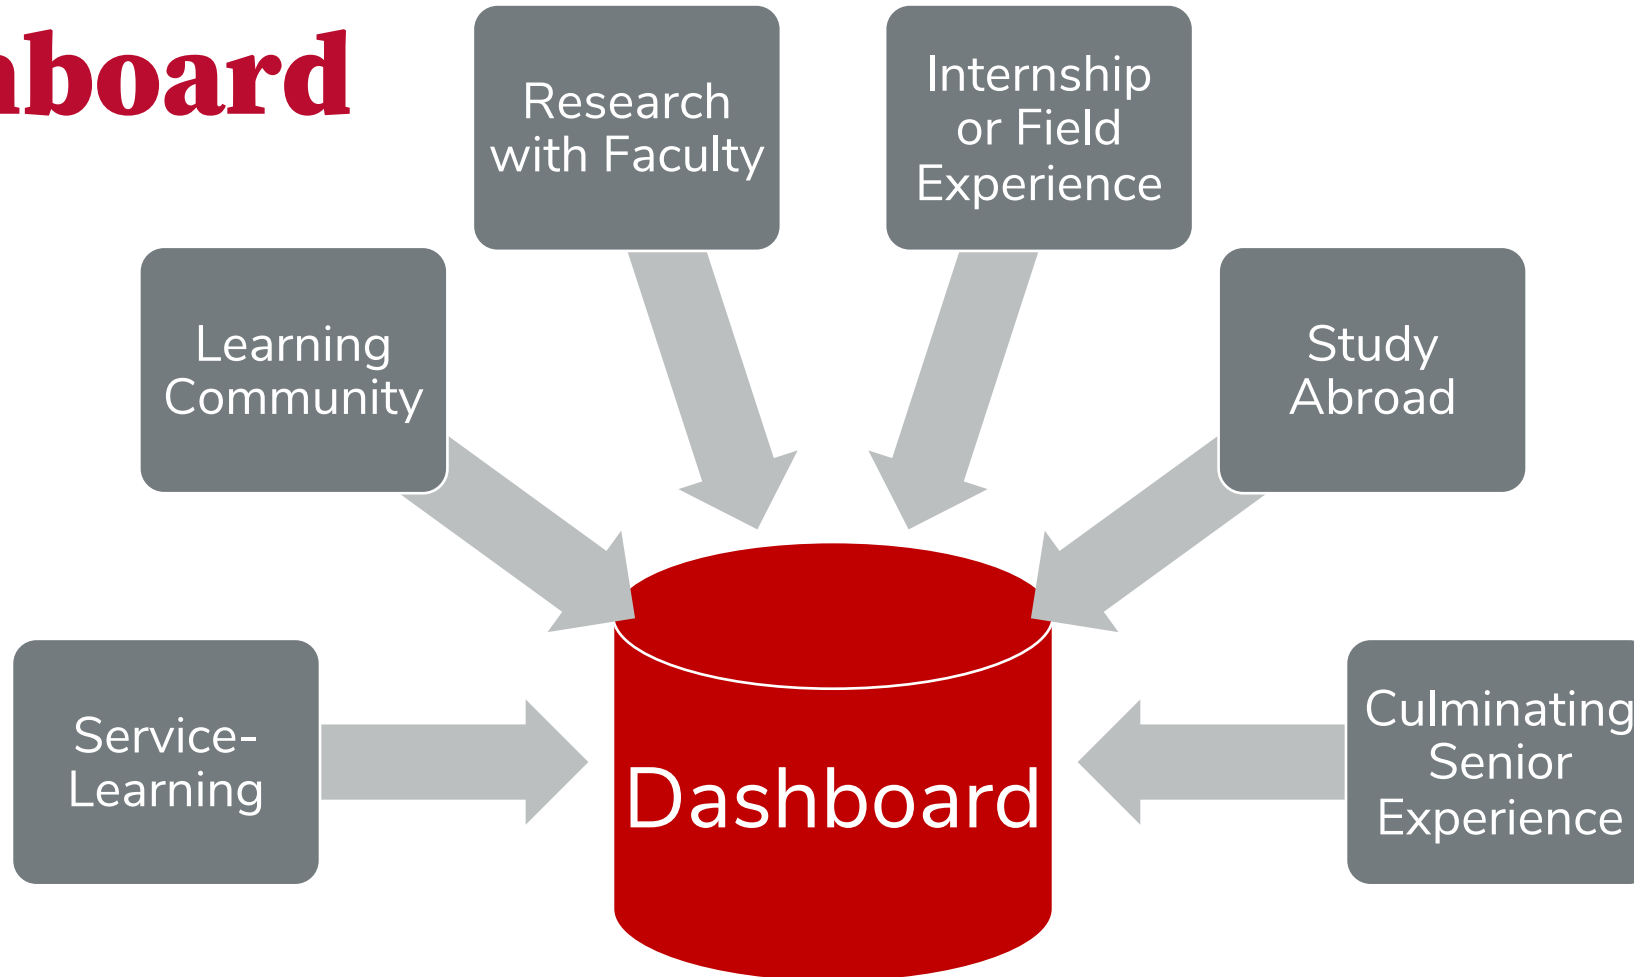 hboard
Research
with Faculty
Internship
or Field
Experience
Learning
Community
Study
Abroad
Service-
Learning
Culminating
Senior
Experience
Dashboard